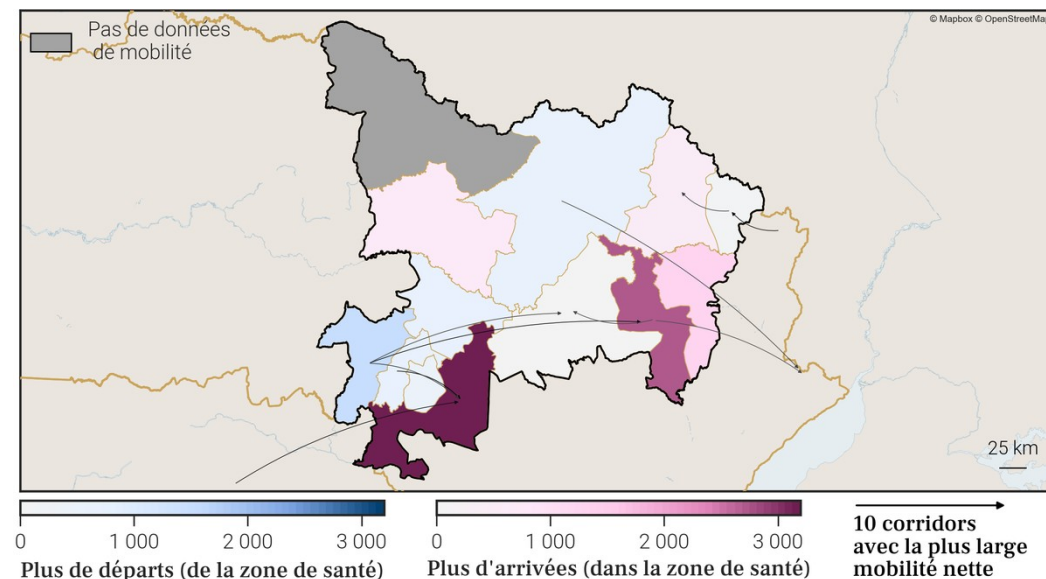 Pas de données
de mobilité
© Mapbox © OpenStreetMap
25 km
0 1 000 2 000 3 000
Plus de départs (de la zone de santé)
0 1 000 2 000 3 000
Plus d'arrivées (dans la zone de santé)
10 corridors
avec la plus large
mobilité nette